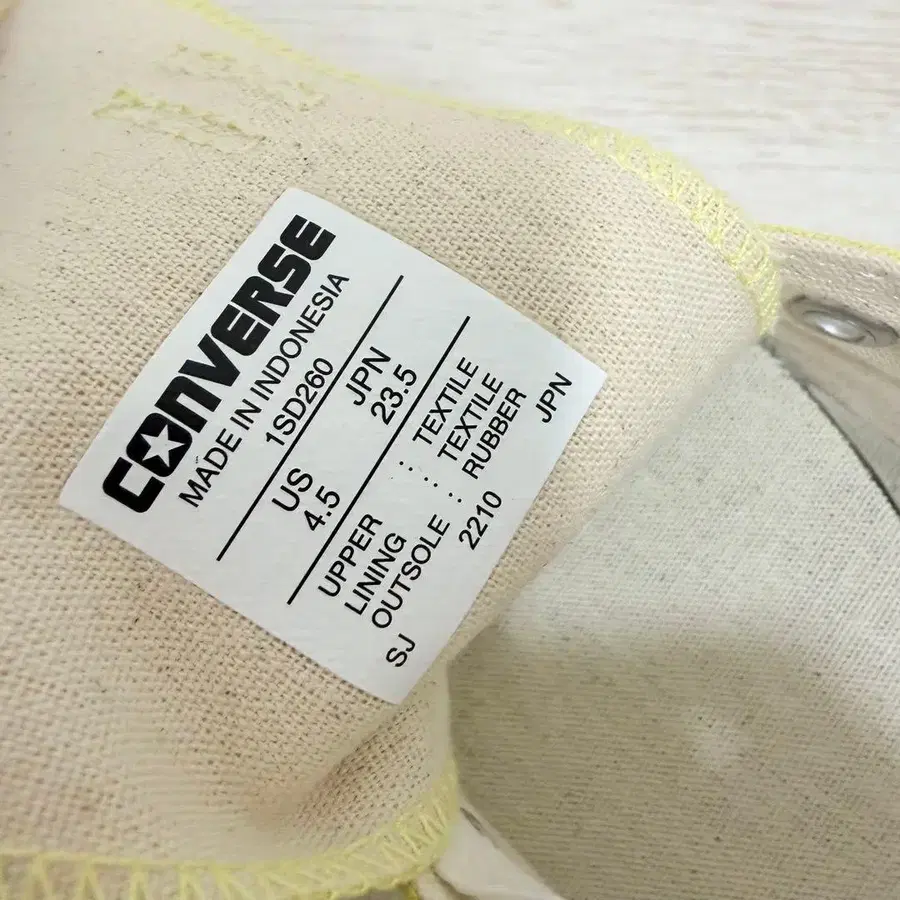 CONVERSE
MADE IN INDONESIA
1SD260
US JPN
4.5 23.5
UPPER : TEXTILE
LINING : TEXTILE
OUTSOLE : RUBBER
SJ 2210 JPN